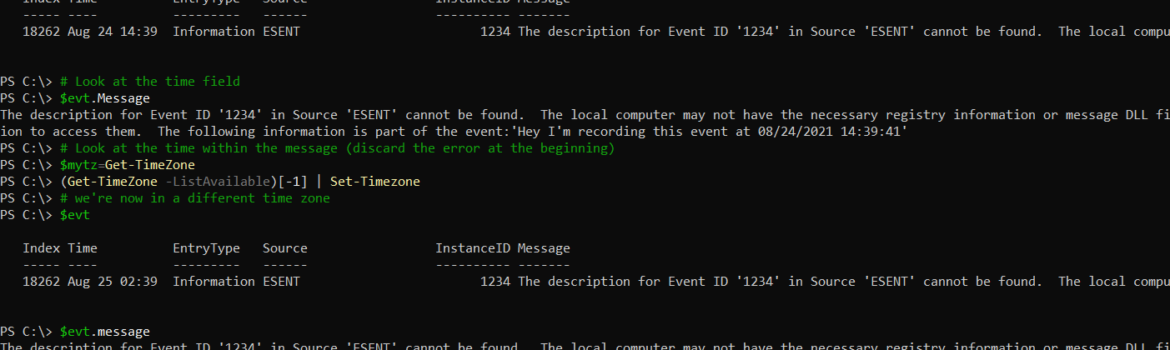 Index Time EntryType Source InstanceID Message
----- ---- --------- ------ ---------- -------
18262 Aug 24 14:39 Information ESENT 1234 The description for Event ID '1234' in Source 'ESENT' cannot be found. The local compu
PS C:\> # Look at the time field
PS C:\> $evt.Message
The description for Event ID '1234' in Source 'ESENT' cannot be found. The local computer may not have the necessary registry information or message DLL fi
ion to access them. The following information is part of the event:'Hey I'm recording this event at 08/24/2021 14:39:41'
PS C:\> # Look at the time within the message (discard the error at the beginning)
PS C:\> $mytz=Get-TimeZone
PS C:\> (Get-TimeZone -ListAvailable)[-1] | Set-Timezone
PS C:\> # we're now in a different time zone
PS C:\> $evt
Index Time EntryType Source InstanceID Message
----- ---- --------- ------ ---------- -------
18262 Aug 25 02:39 Information ESENT 1234 The description for Event ID '1234' in Source 'ESENT' cannot be found. The local compu
PS C:\> $evt.message
The description for Event ID '1234' in Source 'ESENT' cannot be found. The local computer may not have the necessary registry information or message DLL fi